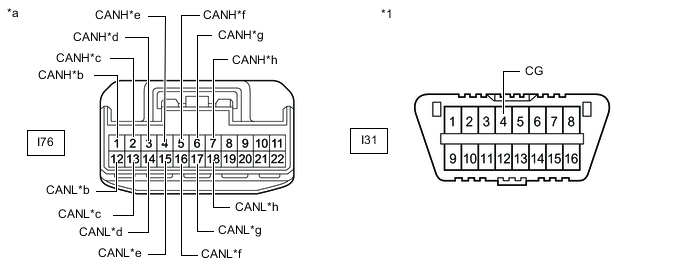 *a
*1
CANH*e
CANH*f
CANH*d
CANH*g
CANH*c
CANH*h
CANH*b
CG
I76
1 2 3 4 5 6 7 8 9 10 11
12 13 14 15 16 17 18 19 20 21 22
I31
1 2 3 4 5 6 7 8
9 10 11 12 13 14 15 16
CANL*b
CANL*h
CANL*c
CANL*g
CANL*d
CANL*e
CANL*f